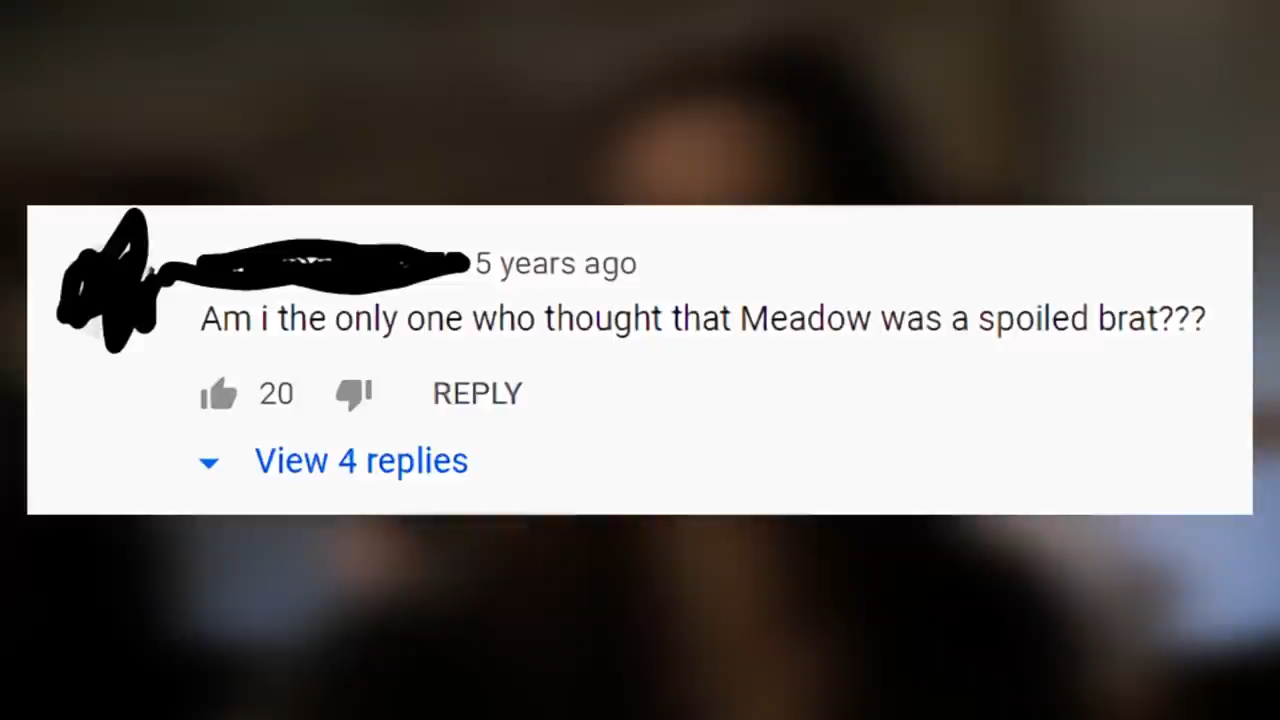 5 years ago
Am i the only one who thought that Meadow was a spoiled brat???
20
REPLY
View 4 replies